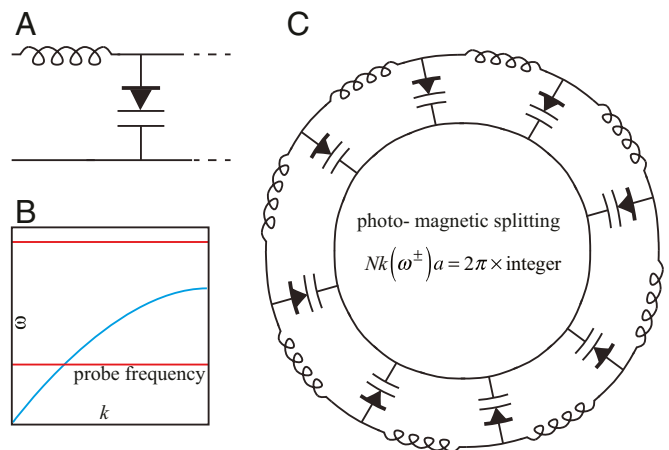 A
B
ω
probe frequency
k
C
photo- magnetic splitting
Nk(ω±)a = 2π × integer